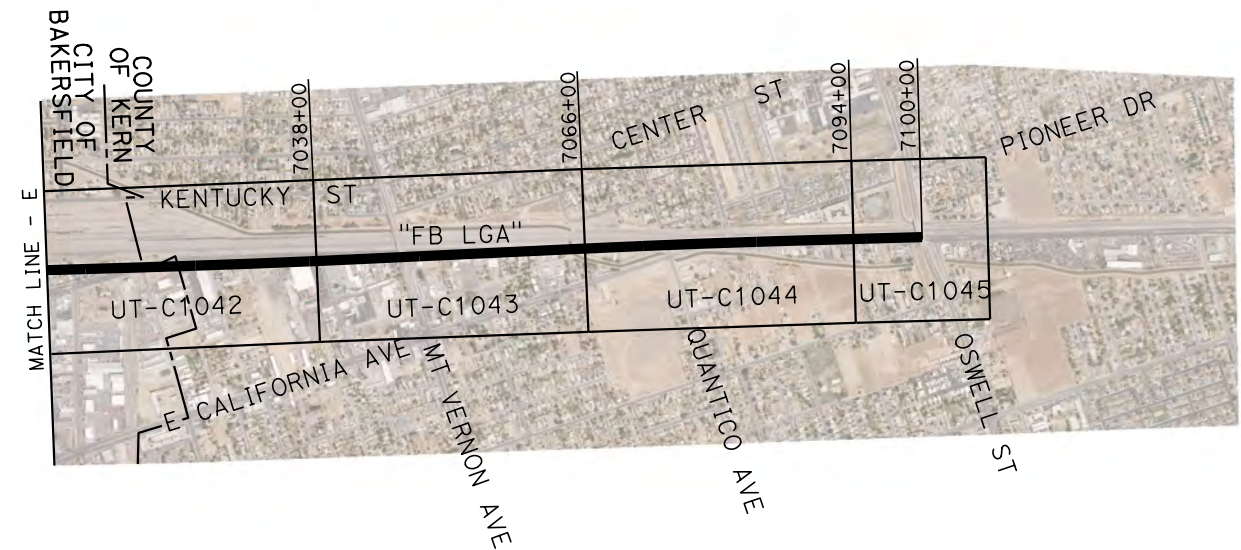 CITY OF
BAKERSFIELD
COUNTY
OF KERN
7038+00
7066+00
7094+00
7100+00
CENTER ST
PIONEER DR
KENTUCKY ST
"FB LGA"
MATCH LINE - E
UT-C1042
UT-C1043
UT-C1044
UT-C1045
E CALIFORNIA AVE
MT VERNON AVE
QUANTICO AVE
OSWELL ST